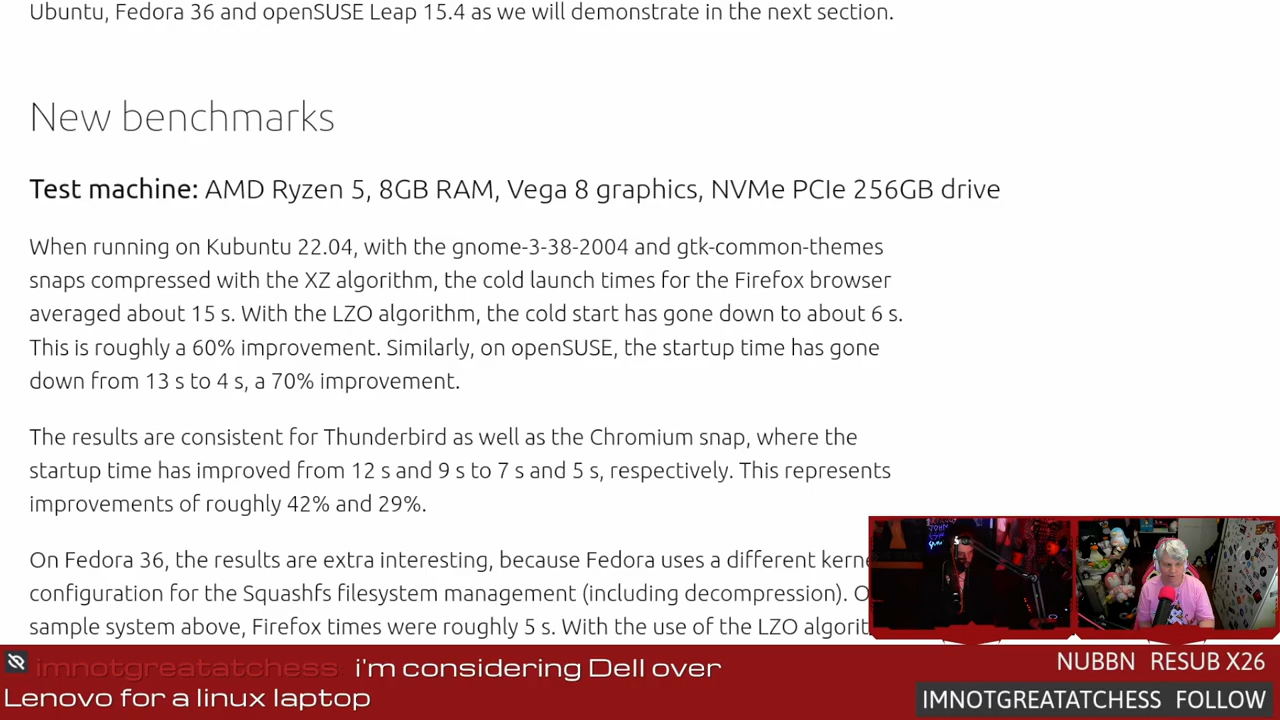 Ubuntu, Fedora 36 and openSUSE Leap 15.4 as we will demonstrate in the next section.
New benchmarks
Test machine: AMD Ryzen 5, 8GB RAM, Vega 8 graphics, NVMe PCIe 256GB drive
When running on Kubuntu 22.04, with the gnome-3-38-2004 and gtk-common-themes
snaps compressed with the XZ algorithm, the cold launch times for the Firefox browser
averaged about 15 s. With the LZO algorithm, the cold start has gone down to about 6 s.
This is roughly a 60% improvement. Similarly, on openSUSE, the startup time has gone
down from 13 s to 4 s, a 70% improvement.
The results are consistent for Thunderbird as well as the Chromium snap, where the
startup time has improved from 12 s and 9 s to 7 s and 5 s, respectively. This represents
improvements of roughly 42% and 29%.
On Fedora 36, the results are extra interesting, because Fedora uses a different kerne
configuration for the Squashfs filesystem management (including decompression). O
sample system above, Firefox times were roughly 5 s. With the use of the LZO algorit
imnotgreatatchess i'm considering Dell over
Lenovo for a linux laptop
NUBBN RESUB X26
IMNOTGREATATCHESS FOLLOW